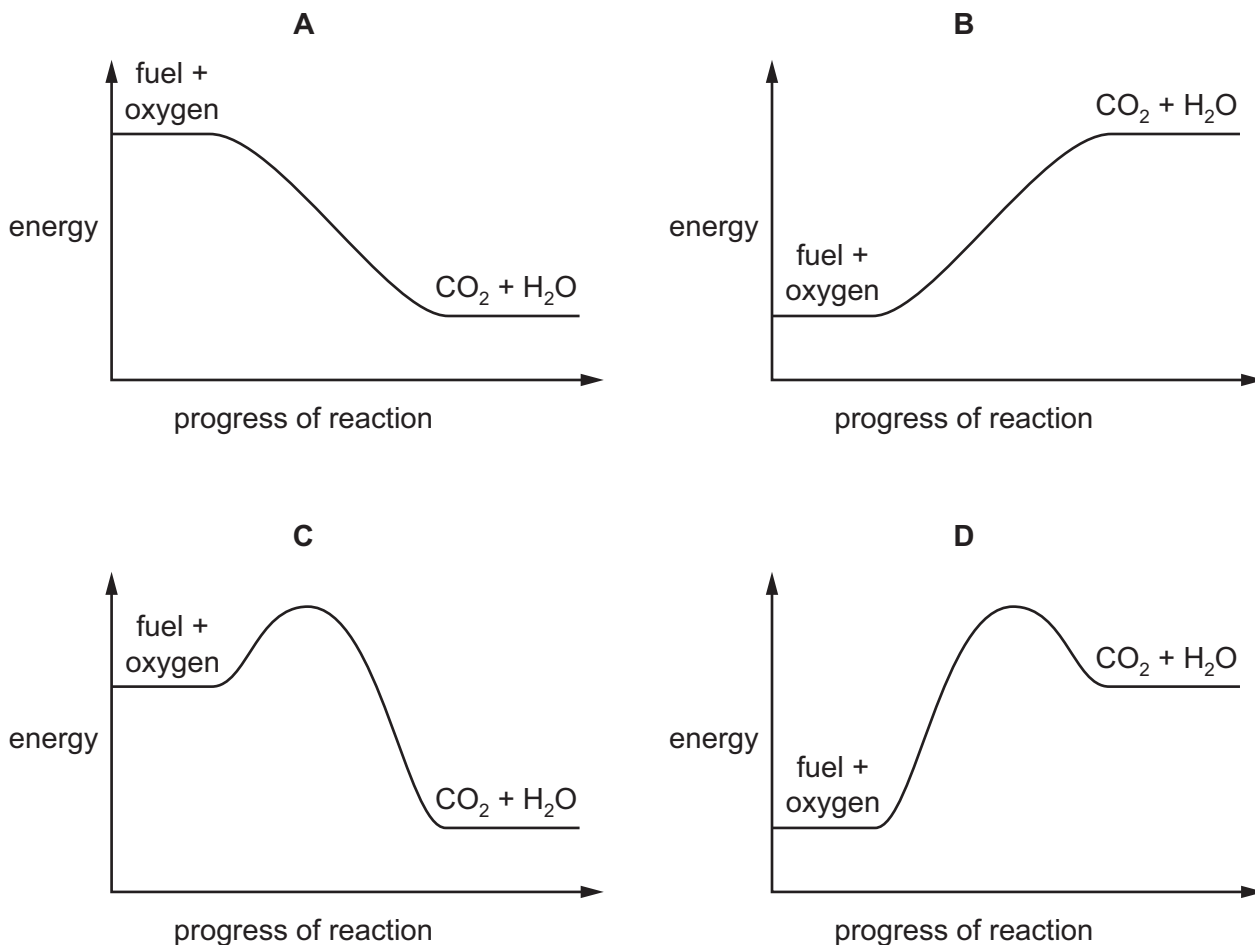 A
fuel +
oxygen
energy
CO₂ + H₂O
progress of reaction
B
CO₂ + H₂O
energy
fuel +
oxygen
progress of reaction
C
fuel +
oxygen
energy
CO₂ + H₂O
progress of reaction
D
CO₂ + H₂O
energy
fuel +
oxygen
progress of reaction